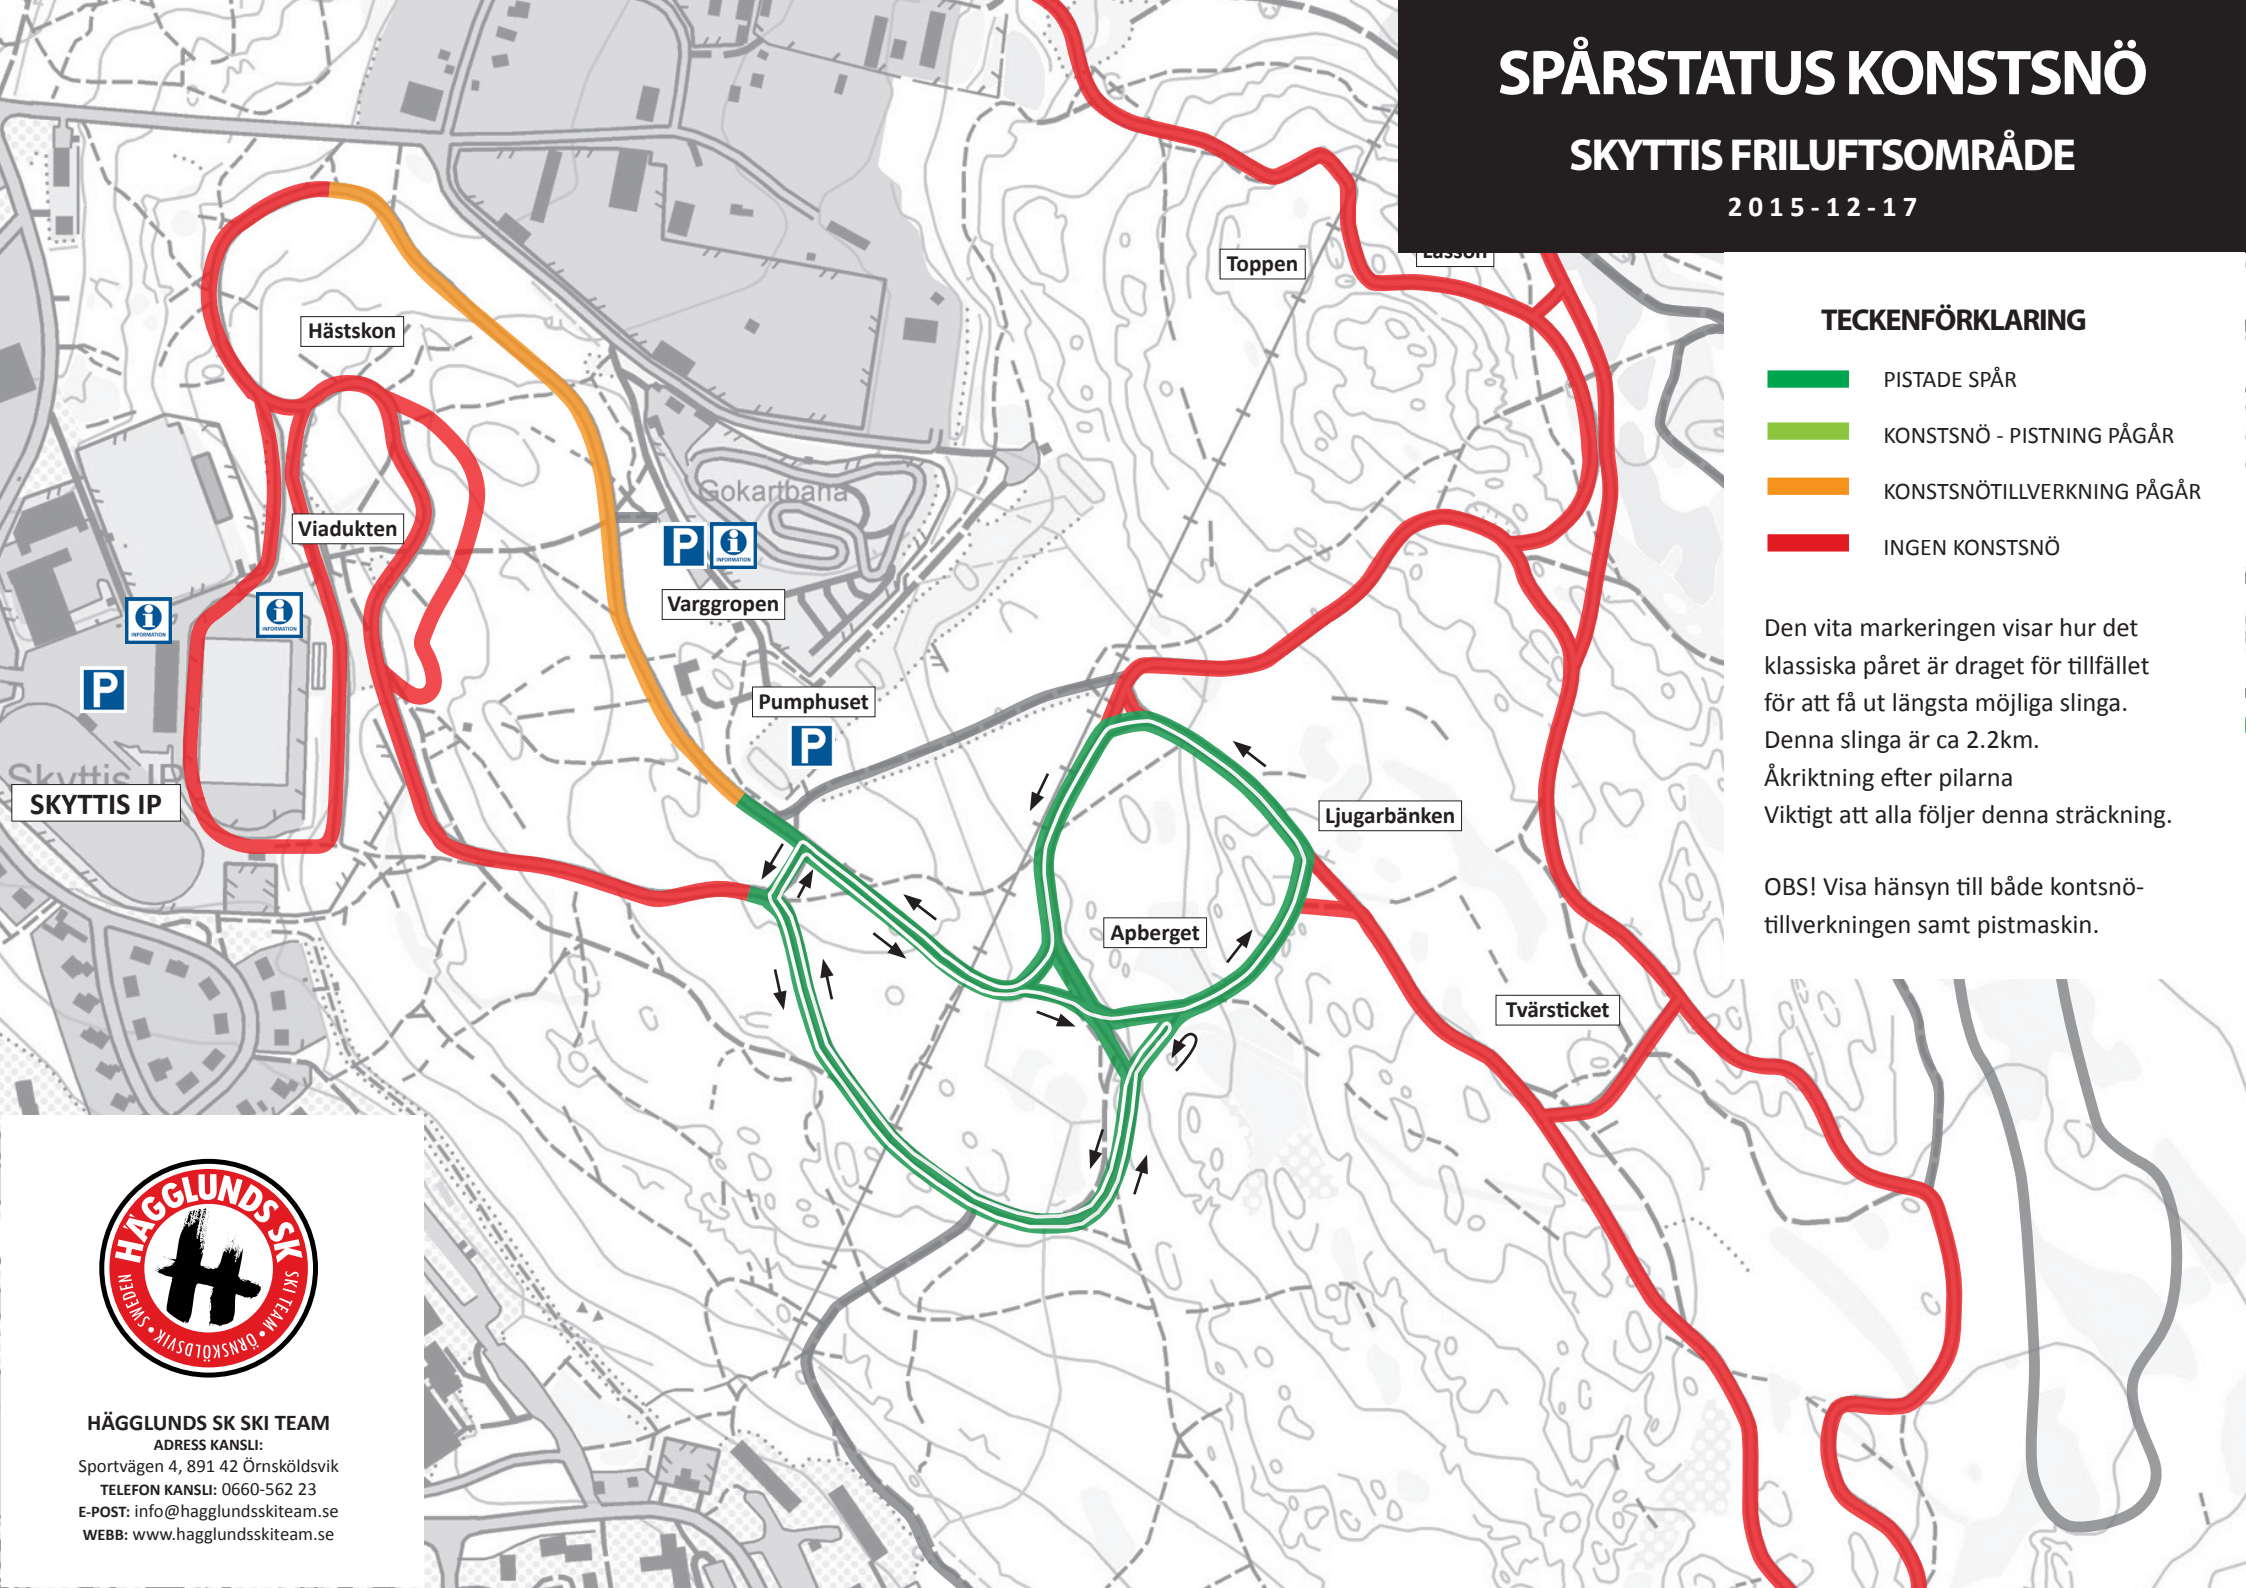 SPÅRSTATUS KONSTSNÖ
SKYTTIS FRILUFTSOMRÅDE
2015-12-17
Toppen
Hästskon
Viadukten
Gokartbana
P
i
INFORMATION
Varggropen
i
INFORMATION
i
INFORMATION
P
Pumphuset
P
Skyttis IP
SKYTTIS IP
Ljugarbänken
Apberget
Tvärsticket
TECKENFÖRKLARING
PISTADE SPÅR
KONSTSNÖ - PISTNING PÅGÅR
KONSTSNÖTILLVERKNING PÅGÅR
INGEN KONSTSNÖ
Den vita markeringen visar hur det
klassiska påret är draget för tillfället
för att få ut längsta möjliga slinga.
Denna slinga är ca 2.2km.
Åkriktning efter pilarna
Viktigt att alla följer denna sträckning.
OBS! Visa hänsyn till både kontsnö-
tillverkningen samt pistmaskin.
HÄGGLUNDS SK
SKI TEAM • ÖRNSKÖLDSVIK • SWEDEN
H
HÄGGLUNDS SK SKI TEAM
ADRESS KANSLI:
Sportvägen 4, 891 42 Örnsköldsvik
TELEFON KANSLI: 0660-562 23
E-POST: info@hagglundsskiteam.se
WEBB: www.hagglundsskiteam.se